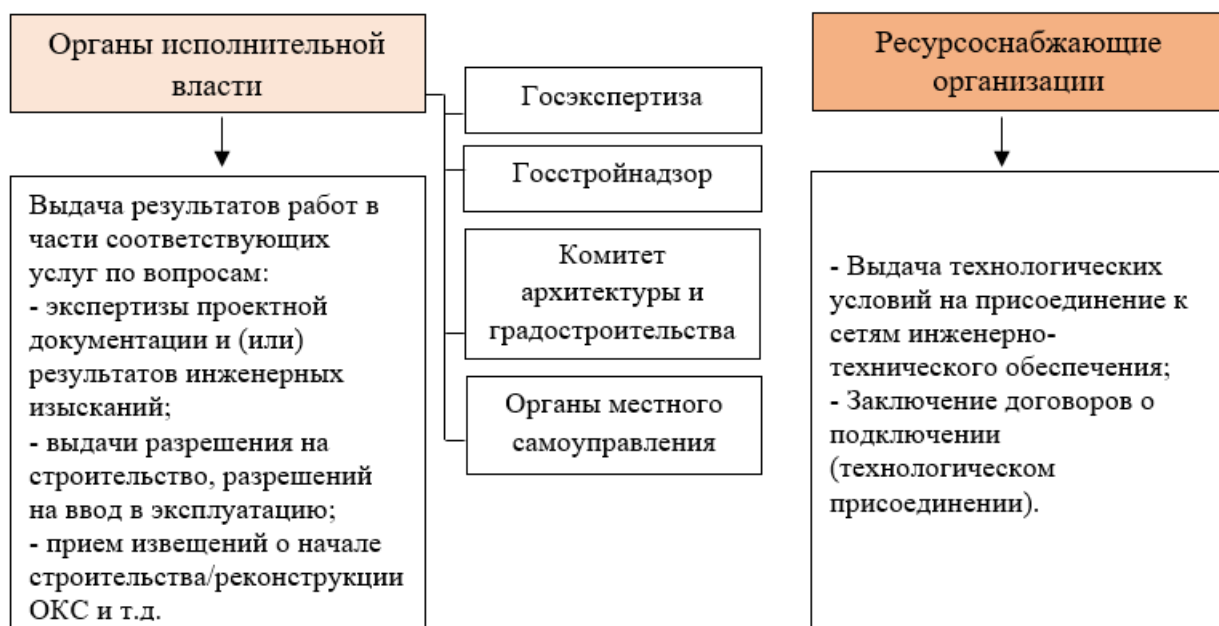 Органы исполнительной
власти
Выдача результатов работ в
части соответствующих
услуг по вопросам:
- экспертизы проектной
документации и (или)
результатов инженерных
изысканий;
- выдачи разрешения на
строительство, разрешений
на ввод в эксплуатацию;
- прием извещений о начале
строительства/реконструкции
ОКС и т.д.
Госэкспертиза
Госстройнадзор
Комитет
архитектуры и
градостроительства
Органы местного
самоуправления
Ресурсоснабжающие
организации
- Выдача технологических
условий на присоединение к
сетям инженерно-
технического обеспечения;
- Заключение договоров о
подключении
(технологическом
присоединении).